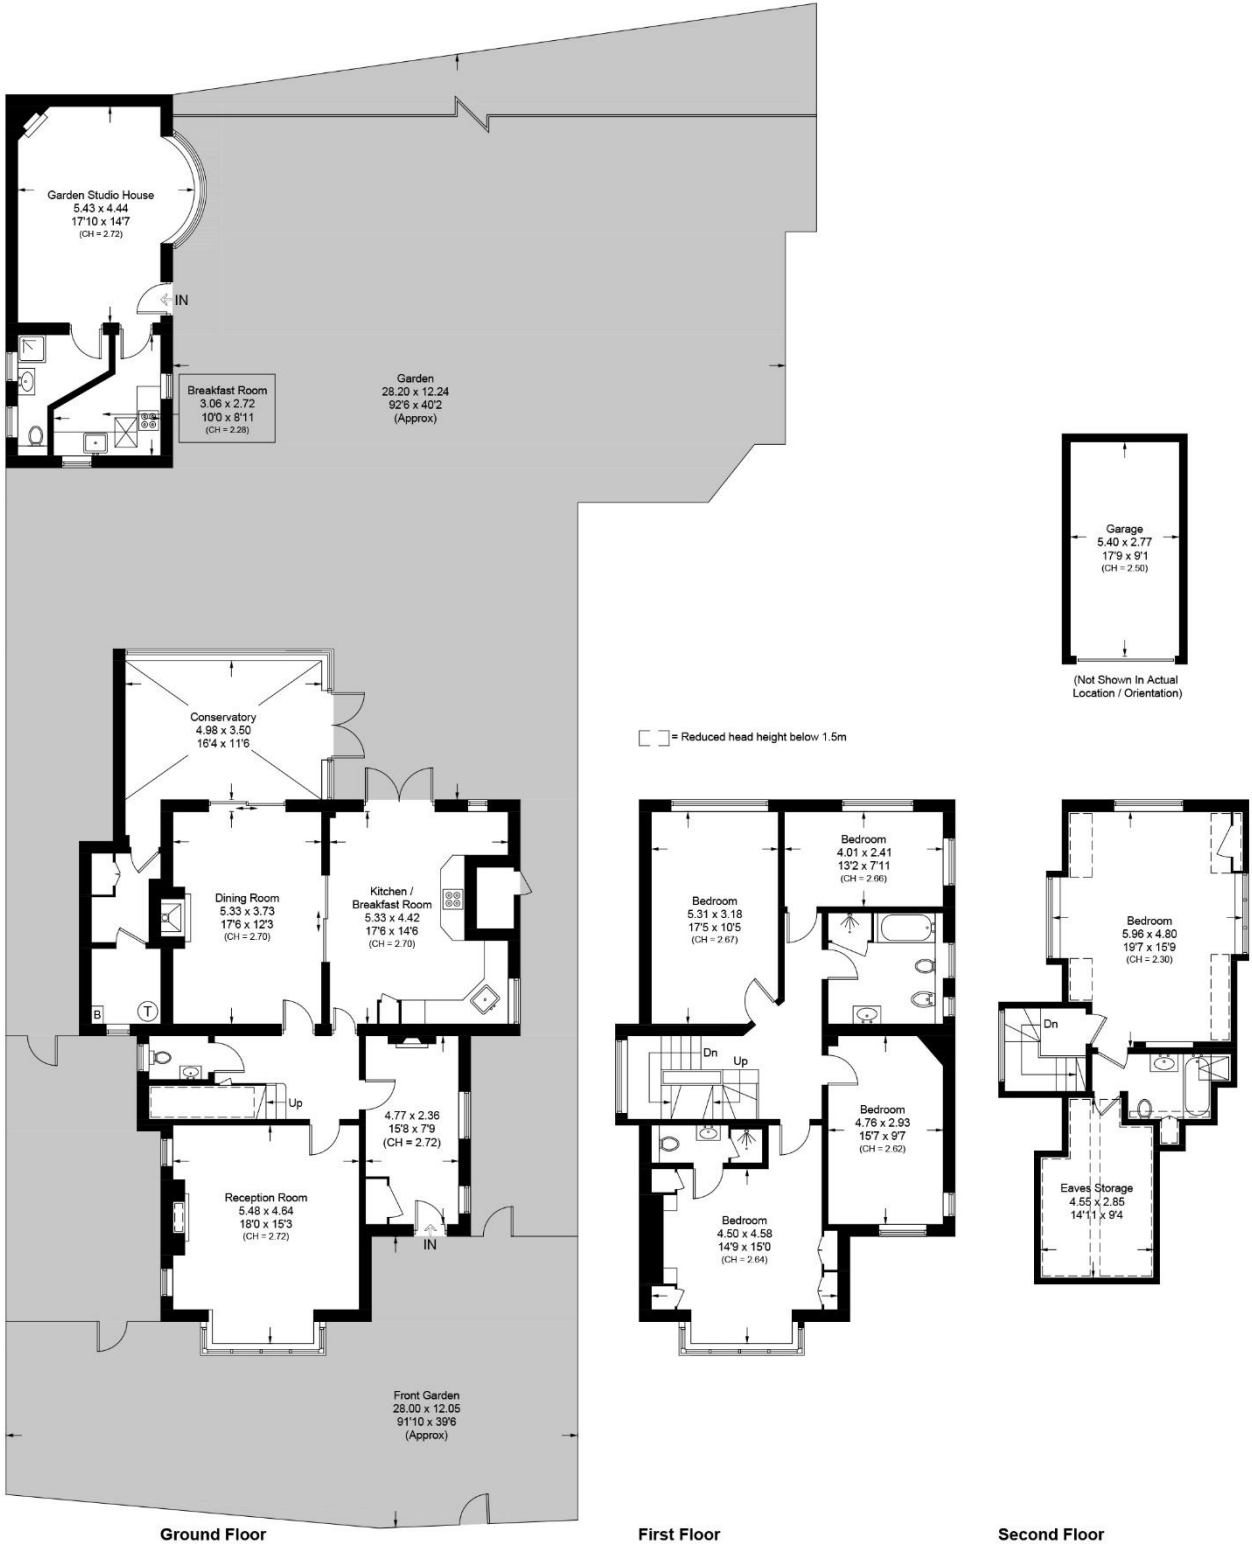 Garden Studio House
5.43 x 4.44
17'10 x 14'7
(CH = 2.72)
IN
Breakfast Room
3.06 x 2.72
10'0 x 8'11
(CH = 2.28)
Garden
28.20 x 12.24
92'6 x 40'2
(Approx)
Garage
5.40 x 2.77
17'9 x 9'1
(CH = 2.50)
(Not Shown In Actual
Location / Orientation)
Conservatory
4.98 x 3.50
16'4 x 11'6
= Reduced head height below 1.5m
Dining Room
5.33 x 3.73
17'6 x 12'3
(CH = 2.70)
Kitchen /
Breakfast Room
5.33 x 4.42
17'6 x 14'6
(CH = 2.70)
B
T
Up
4.77 x 2.36
15'8 x 7'9
(CH = 2.72)
Reception Room
5.48 x 4.64
18'0 x 15'3
(CH = 2.72)
IN
Front Garden
28.00 x 12.05
91'10 x 39'6
(Approx)
Ground Floor
Bedroom
4.01 x 2.41
13'2 x 7'11
(CH = 2.66)
Bedroom
5.31 x 3.18
17'5 x 10'5
(CH = 2.67)
Dn
Up
Bedroom
4.76 x 2.93
15'7 x 9'7
(CH = 2.62)
Bedroom
4.50 x 4.58
14'9 x 15'0
(CH = 2.64)
First Floor
Bedroom
5.96 x 4.80
19'7 x 15'9
(CH = 2.30)
Dn
Eaves Storage
4.55 x 2.85
14'11 x 9'4
Second Floor